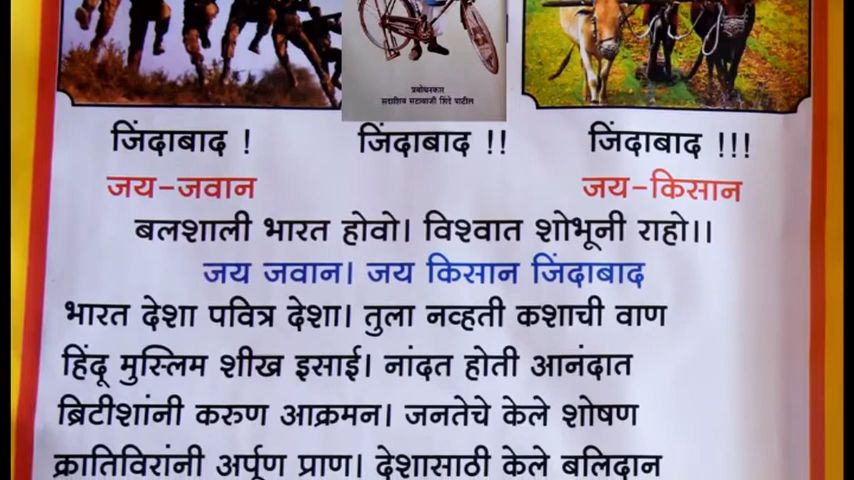 प्रबोधनकार
सदाशिव सटावाजी शिंदे पाटील
जिंदाबाद ! जिंदाबाद !! जिंदाबाद !!!
जय-जवान जय-किसान
बलशाली भारत होवो। विश्वात शोभूनी राहो।।
जय जवान। जय किसान जिंदाबाद
भारत देशा पवित्र देशा। तुला नव्हती कशाची वाण
हिंदू मुस्लिम शीख इसाई। नांदत होती आनंदात
ब्रिटीशांनी करुण आक्रमन। जनतेचे केले शोषण
क्रातिविरांनी अर्पूण प्राण। देशासाठी केले बलिदान